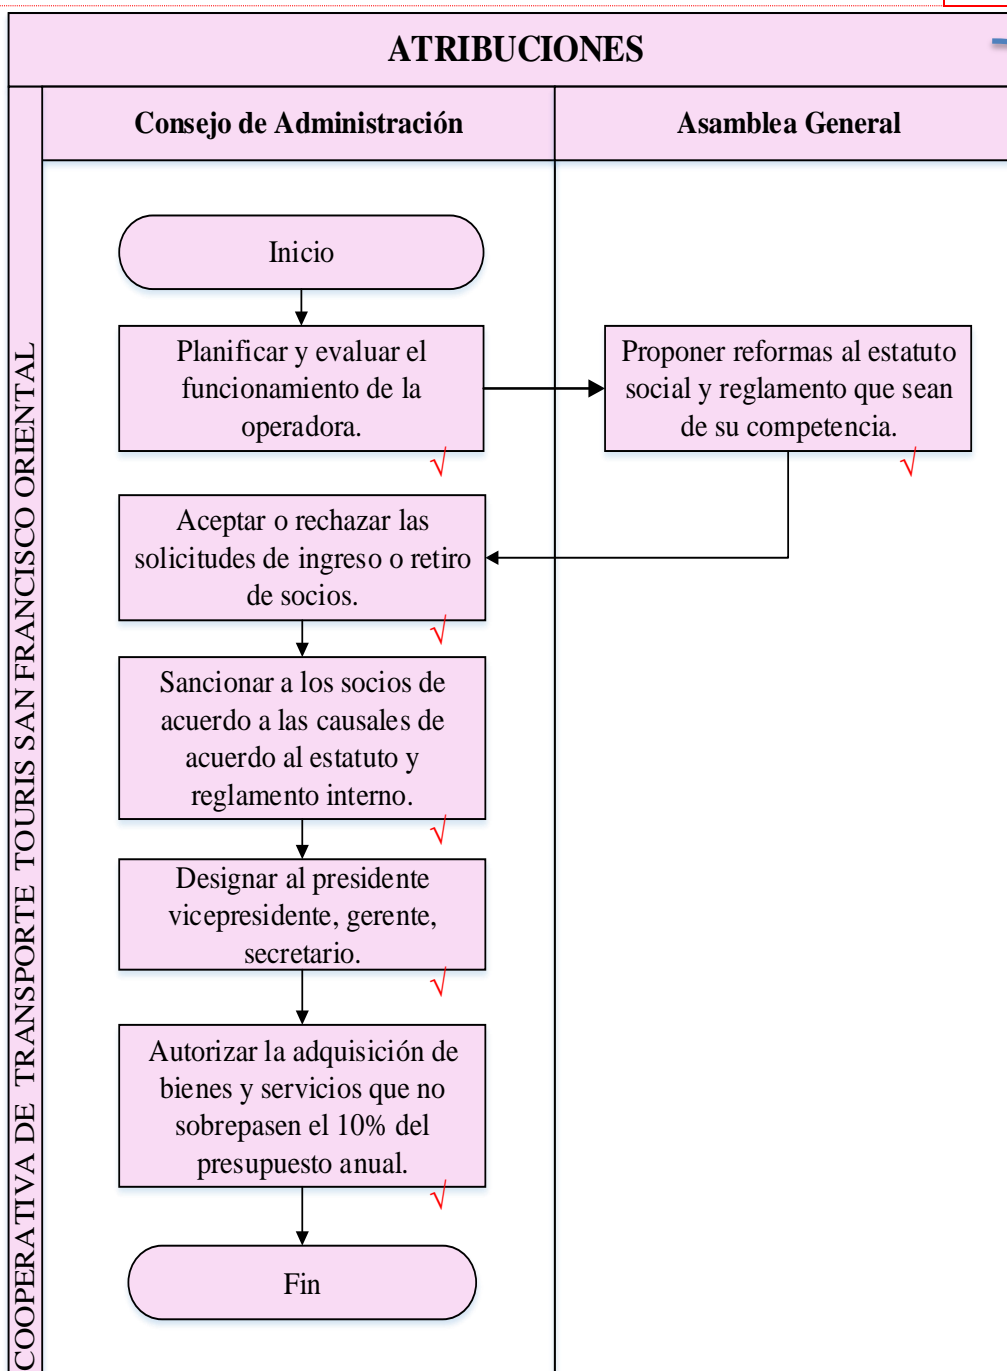 ATRIBUCIONES
Consejo de Administración
Asamblea General
COOPERATIVA DE TRANSPORTE TOURIS SAN FRANCISCO ORIENTAL
Inicio
Planificar y evaluar el
funcionamiento de la
operadora.
√
Proponer reformas al estatuto
social y reglamento que sean
de su competencia.
√
Aceptar o rechazar las
solicitudes de ingreso o retiro
de socios.
√
Sancionar a los socios de
acuerdo a las causales de
acuerdo al estatuto y
reglamento interno.
√
Designar al presidente
vicepresidente, gerente,
secretario.
√
Autorizar la adquisición de
bienes y servicios que no
sobrepasen el 10% del
presupuesto anual.
√
Fin